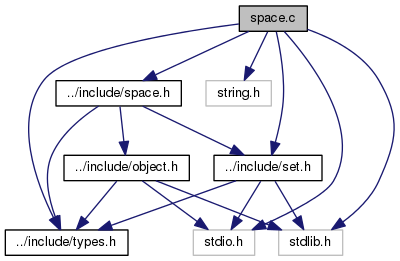 space.c
../include/space.h
string.h
../include/object.h
../include/set.h
../include/types.h
stdio.h
stdlib.h